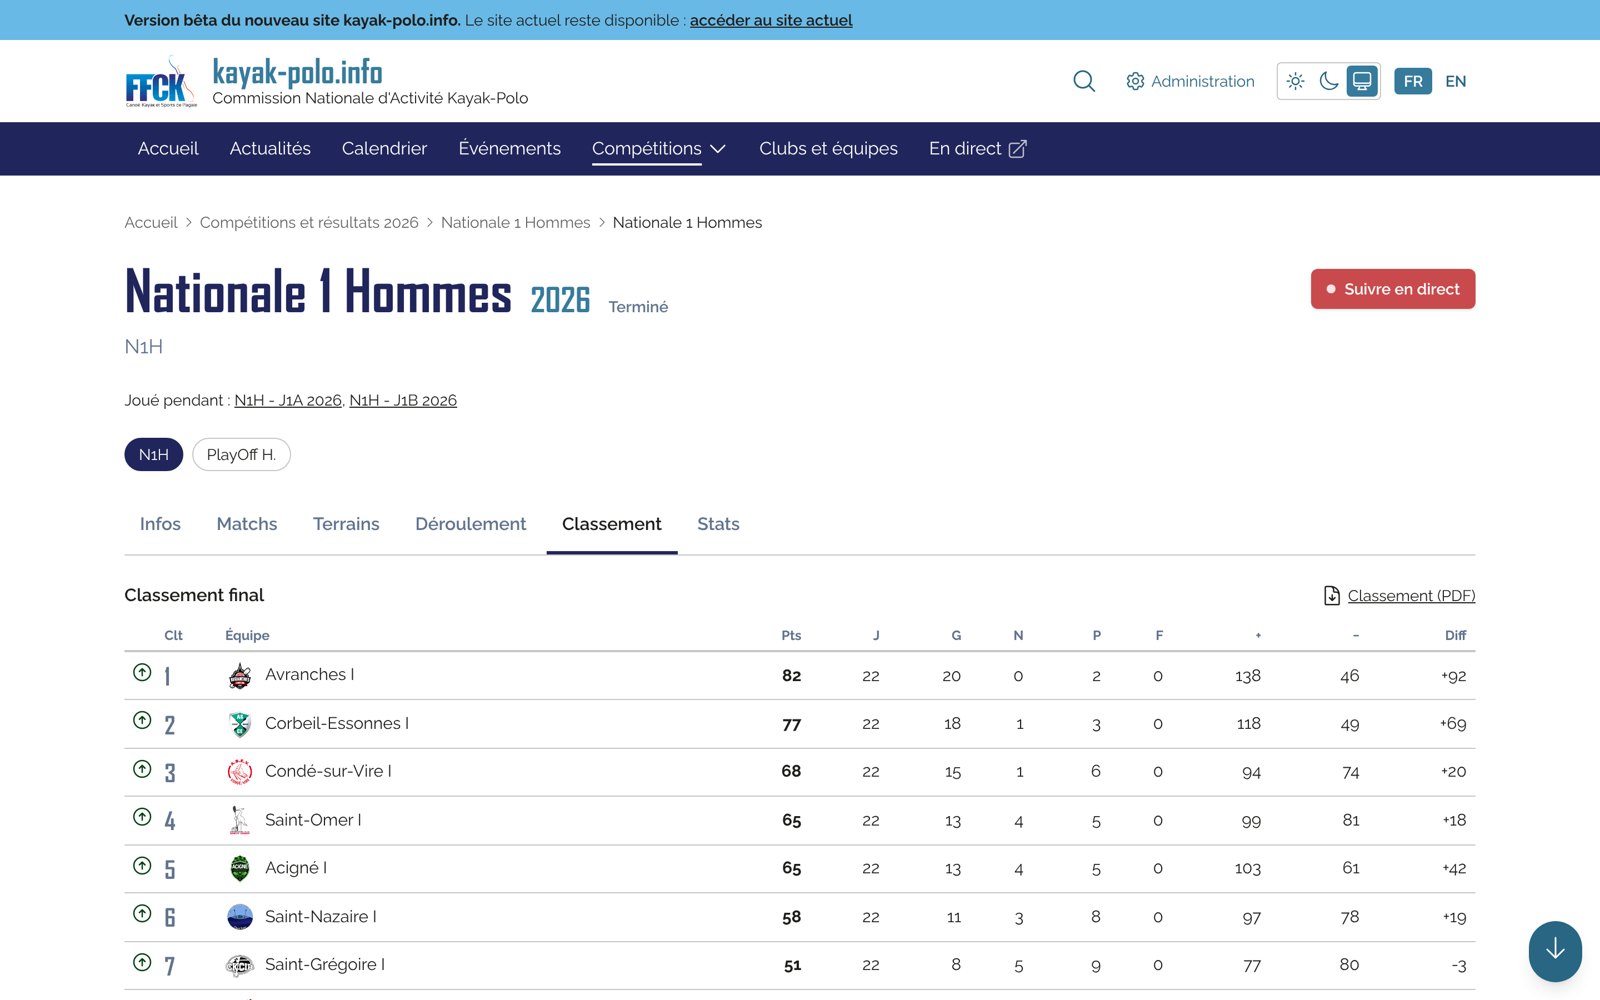 Version bêta du nouveau site kayak-polo.info. Le site actuel reste disponible : accéder au site actuel
FFCK
kayak-polo.info
Commission Nationale d'Activité Kayak-Polo
Administration
FR
EN
Accueil
Actualités
Calendrier
Événements
Compétitions
Clubs et équipes
En direct
Accueil > Compétitions et résultats 2026 > Nationale 1 Hommes > Nationale 1 Hommes
Nationale 1 Hommes 2026 Terminé
Suivre en direct
N1H
Joué pendant : N1H - J1A 2026, N1H - J1B 2026
N1H
PlayOff H.
Infos
Matchs
Terrains
Déroulement
Classement
Stats
Classement final
Classement (PDF)
Clt Équipe Pts J G N P F + − Diff
1 Avranches I 82 22 20 0 2 0 138 46 +92
2 Corbeil-Essonnes I 77 22 18 1 3 0 118 49 +69
3 Condé-sur-Vire I 68 22 15 1 6 0 94 74 +20
4 Saint-Omer I 65 22 13 4 5 0 99 81 +18
5 Acigné I 65 22 13 4 5 0 103 61 +42
6 Saint-Nazaire I 58 22 11 3 8 0 97 78 +19
7 Saint-Grégoire I 51 22 8 5 9 0 77 80 -3